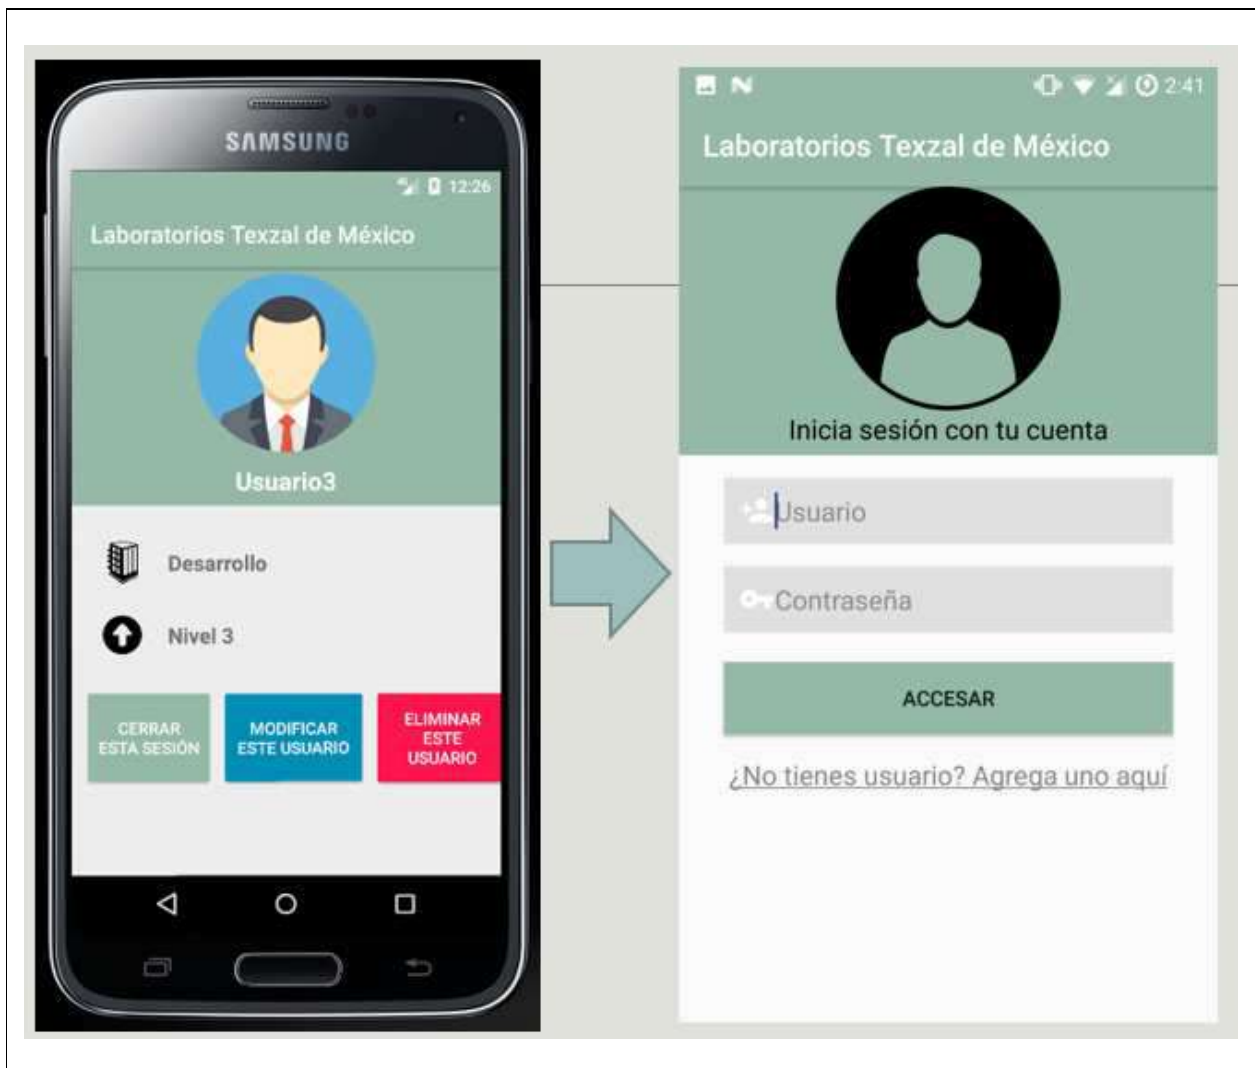 SAMSUNG
12:26
Laboratorios Texzal de México
Usuario3
Desarrollo
Nivel 3
CERRAR
ESTA SESIÓN
MODIFICAR
ESTE USUARIO
ELIMINAR
ESTE
USUARIO
2:41
Laboratorios Texzal de México
Inicia sesión con tu cuenta
Usuario
Contraseña
ACCESAR
¿No tienes usuario? Agrega uno aquí